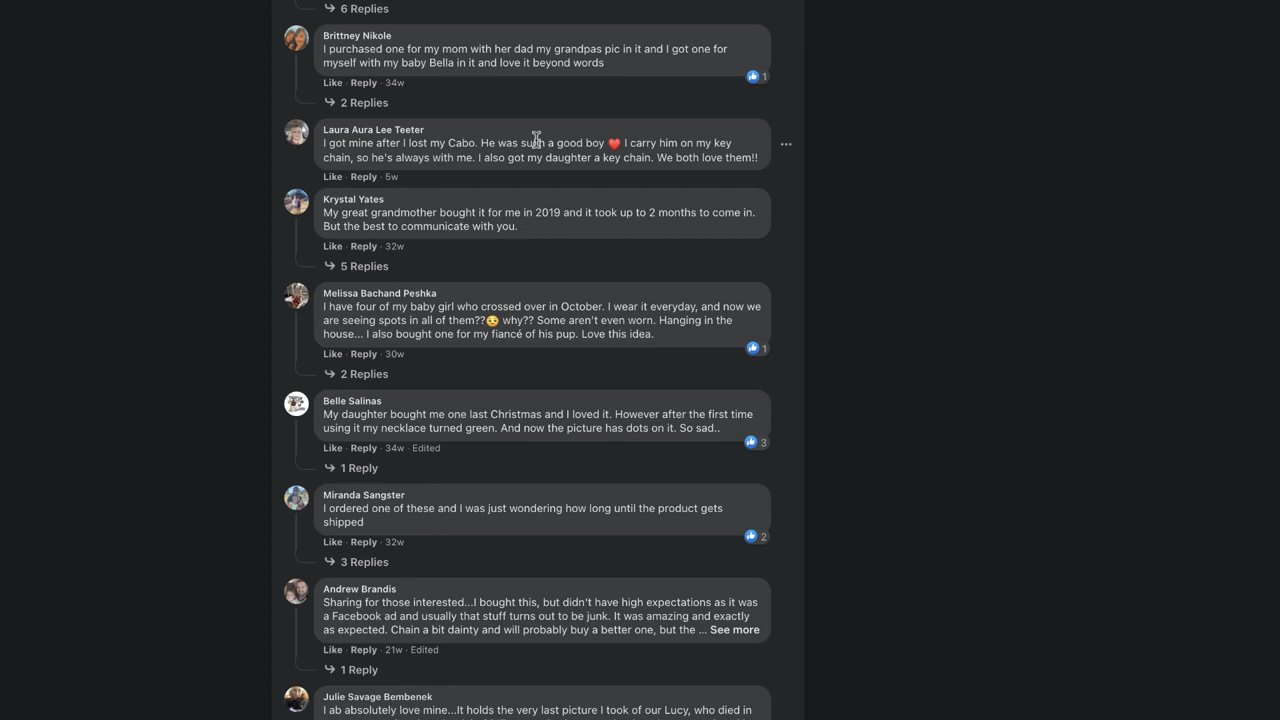 6 Replies
Brittney Nikole
I purchased one for my mom with her dad my grandpas pic in it and I got one for
myself with my baby Bella in it and love it beyond words
1
Like · Reply · 34w
2 Replies
Laura Aura Lee Teeter
I got mine after I lost my Cabo. He was such a good boy ❤️ I carry him on my key
chain, so he's always with me. I also got my daughter a key chain. We both love them!!
Like · Reply · 5w
Krystal Yates
My great grandmother bought it for me in 2019 and it took up to 2 months to come in.
But the best to communicate with you.
Like · Reply · 32w
5 Replies
Melissa Bachand Peshka
I have four of my baby girl who crossed over in October. I wear it everyday, and now we
are seeing spots in all of them??😒 why?? Some aren't even worn. Hanging in the
house... I also bought one for my fiancé of his pup. Love this idea.
1
Like · Reply · 30w
2 Replies
Belle Salinas
My daughter bought me one last Christmas and I loved it. However after the first time
using it my necklace turned green. And now the picture has dots on it. So sad..
3
Like · Reply · 34w · Edited
1 Reply
Miranda Sangster
I ordered one of these and I was just wondering how long until the product gets
shipped
2
Like · Reply · 32w
3 Replies
Andrew Brandis
Sharing for those interested...I bought this, but didn't have high expectations as it was
a Facebook ad and usually that stuff turns out to be junk. It was amazing and exactly
as expected. Chain a bit dainty and will probably buy a better one, but the ... See more
Like · Reply · 21w · Edited
1 Reply
Julie Savage Bembenek
I ab absolutely love mine...It holds the very last picture I took of our Lucy, who died in